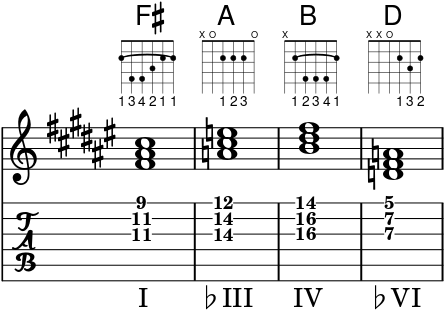 F♯ A B D
x o o x x x o
1 3 4 2 1 1 1 2 3 1 2 3 4 1 1 3 2
9 12 14 5
11 14 16 7
11 14 16 7
TAB
I ♭III IV ♭VI